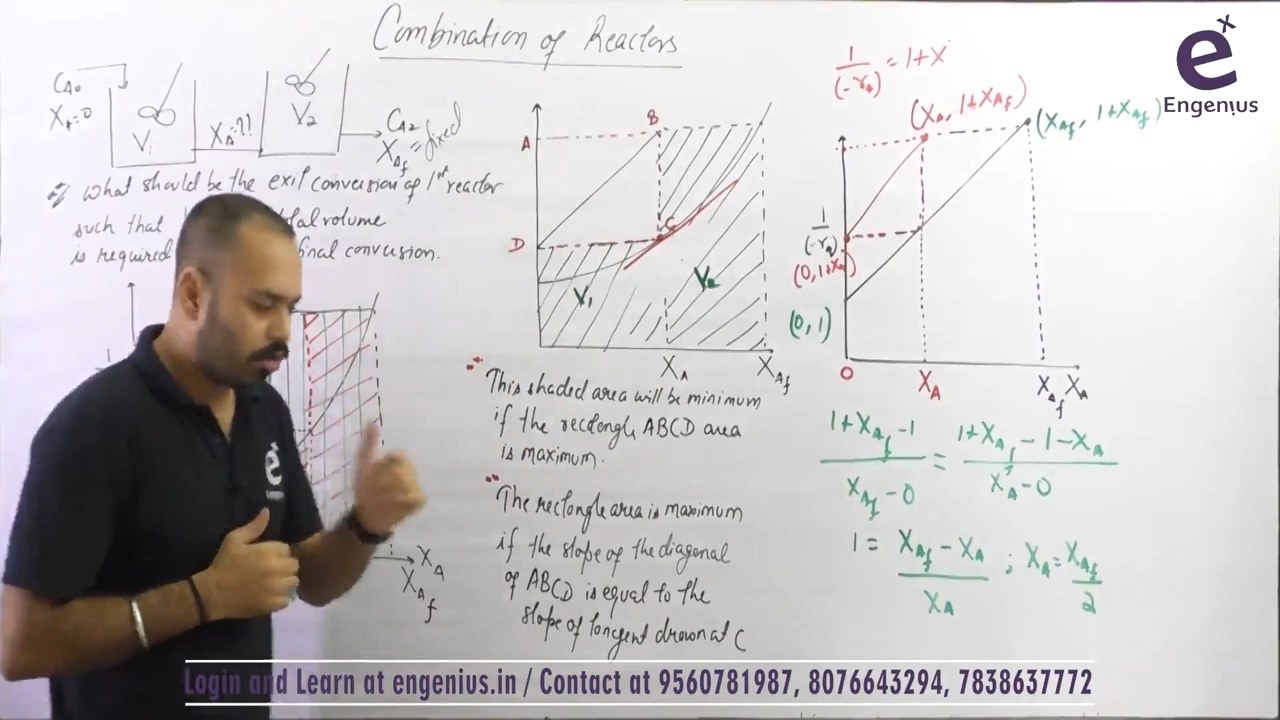 Combination of Reactors
CA0
XA=0
V1
XA=??
V2
CA2
XAf = fixed
What should be the exit conversion of 1st reactor
such that
volume
is required
final conversion.
XA
XAf
A
B
C
D
V1
V2
XA
XAf
This shaded area will be minimum
if the rectangle ABCD area
is maximum.
The rectangle area is maximum
if the slope of the diagonal
of ABCD is equal to the
slope of tangent drawn at C
1/(-rA) = 1+X
(XA, 1+XAf)
(XAf, 1+XAf)
1/(-rA)
(0, 1+XA)
(0, 1)
0
XA
XAf
XA
(1+XAf-1)/(XAf-0) = (1+XAf-1-XA)/(XA-0)
1 = (XAf-XA)/XA ; XA = XAf/2
ex
Engenius
ex
Login and Learn at engenius.in / Contact at 9560781987, 8076643294, 7838637772